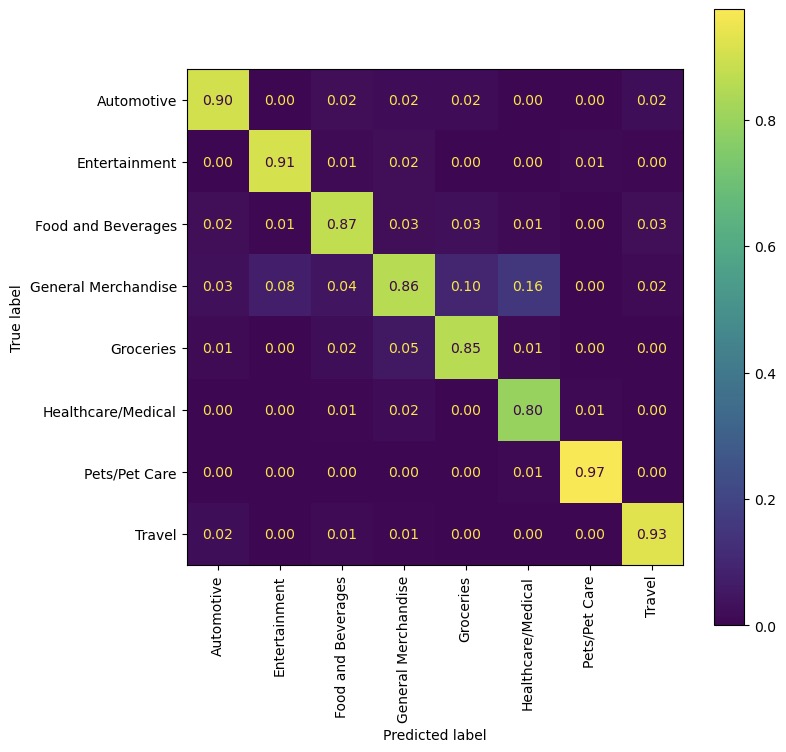 Automotive 0.90 0.00 0.02 0.02 0.02 0.00 0.00 0.02
Entertainment 0.00 0.91 0.01 0.02 0.00 0.00 0.01 0.00
Food and Beverages 0.02 0.01 0.87 0.03 0.03 0.01 0.00 0.03
General Merchandise 0.03 0.08 0.04 0.86 0.10 0.16 0.00 0.02
Groceries 0.01 0.00 0.02 0.05 0.85 0.01 0.00 0.00
Healthcare/Medical 0.00 0.00 0.01 0.02 0.00 0.80 0.01 0.00
Pets/Pet Care 0.00 0.00 0.00 0.00 0.00 0.01 0.97 0.00
Travel 0.02 0.00 0.01 0.01 0.00 0.00 0.00 0.93
True label
Automotive
Entertainment
Food and Beverages
General Merchandise
Groceries
Healthcare/Medical
Pets/Pet Care
Travel
Predicted label
0.8
0.6
0.4
0.2
0.0